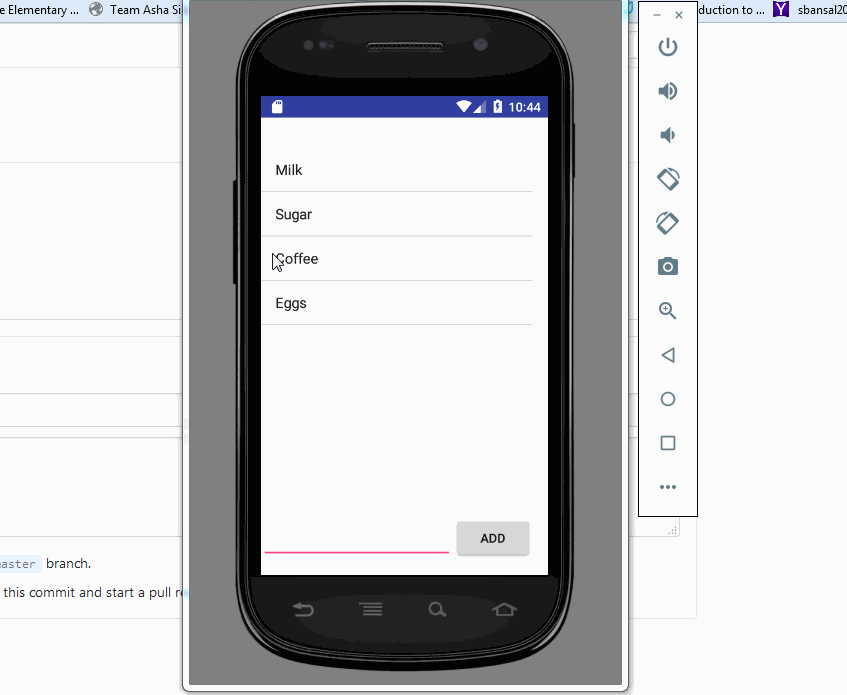 e Elementary ...
Team Asha Si
duction to ...
Y
sbansal20
10:44
Milk
Sugar
Coffee
Eggs
ADD
aster branch.
this commit and start a pull re